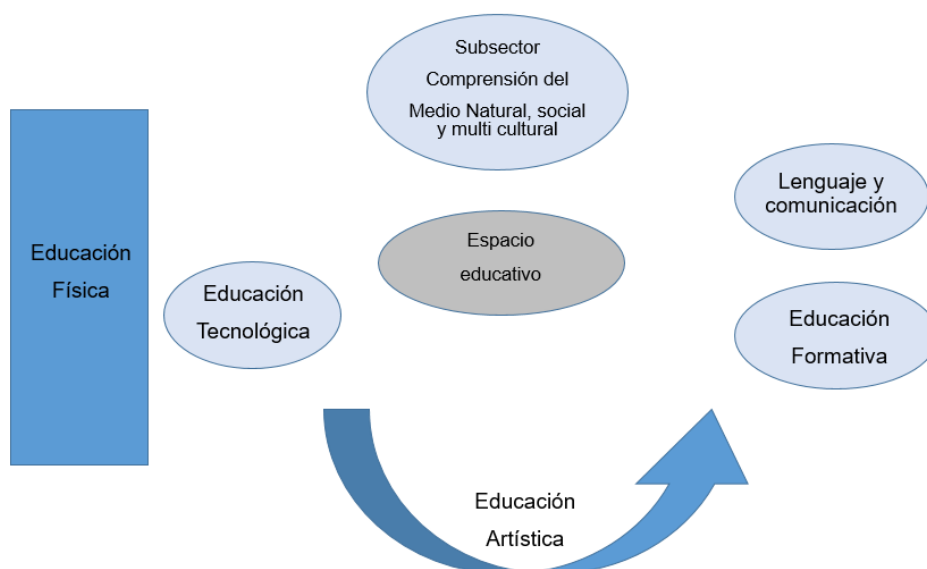 Subsector
Comprensión del
Medio Natural, social
y multi cultural
Lenguaje y
comunicación
Educación
Física
Espacio
educativo
Educación
Tecnológica
Educación
Formativa
Educación
Artística